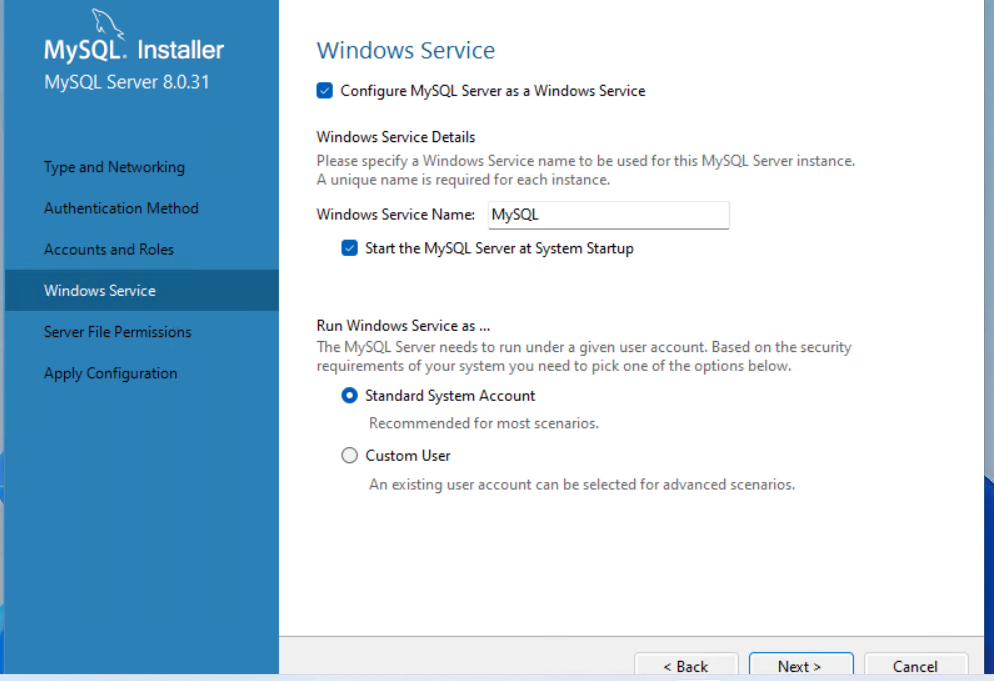 MySQL. Installer
MySQL Server 8.0.31
Type and Networking
Authentication Method
Accounts and Roles
Windows Service
Server File Permissions
Apply Configuration
Windows Service
Configure MySQL Server as a Windows Service
Windows Service Details
Please specify a Windows Service name to be used for this MySQL Server instance.
A unique name is required for each instance.
Windows Service Name: MySQL
Start the MySQL Server at System Startup
Run Windows Service as ...
The MySQL Server needs to run under a given user account. Based on the security
requirements of your system you need to pick one of the options below.
Standard System Account
Recommended for most scenarios.
Custom User
An existing user account can be selected for advanced scenarios.
< Back Next > Cancel